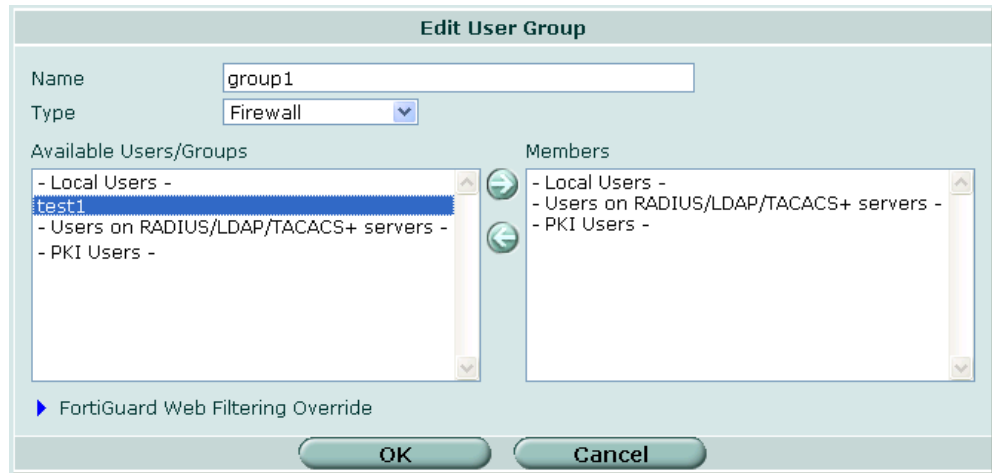 Edit User Group
Name group1
Type Firewall
Available Users/Groups
- Local Users -
test1
- Users on RADIUS/LDAP/TACACS+ servers -
- PKI Users -
Members
- Local Users -
- Users on RADIUS/LDAP/TACACS+ servers -
- PKI Users -
FortiGuard Web Filtering Override
OK Cancel